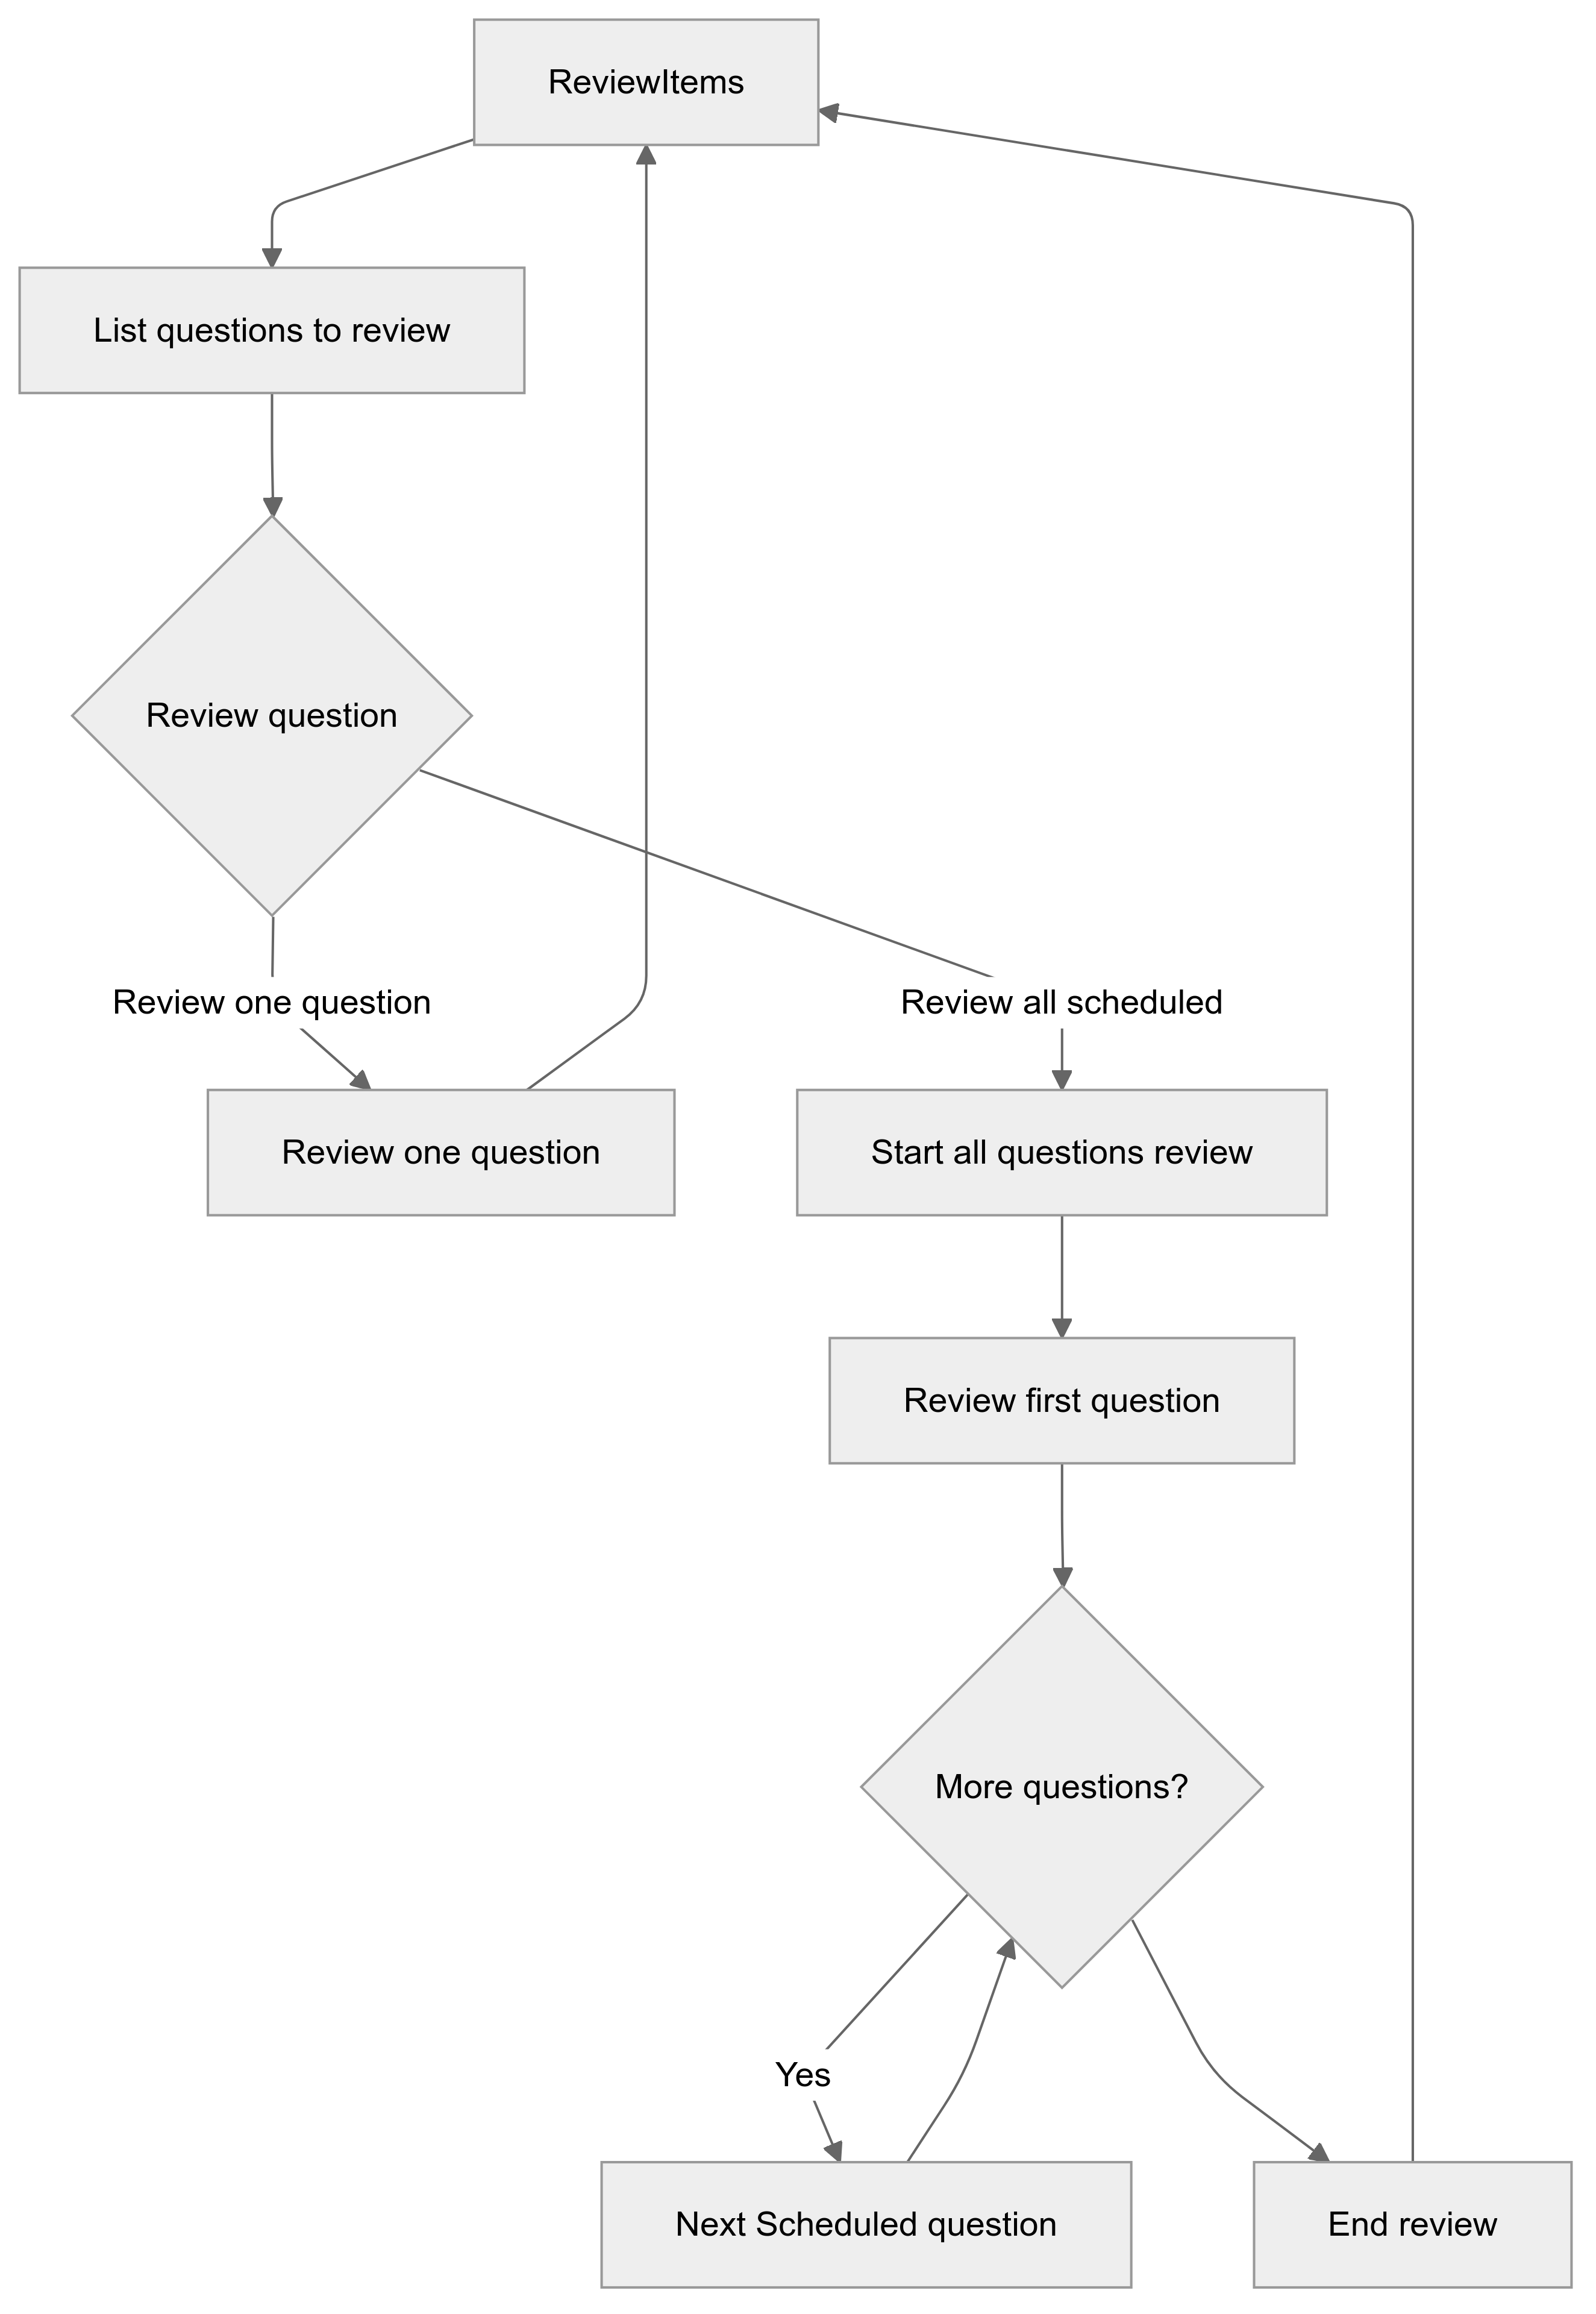 ReviewItems
List questions to review
Review question
Review one question
Review all scheduled
Review one question
Start all questions review
Review first question
More questions?
Yes
Next Scheduled question
End review